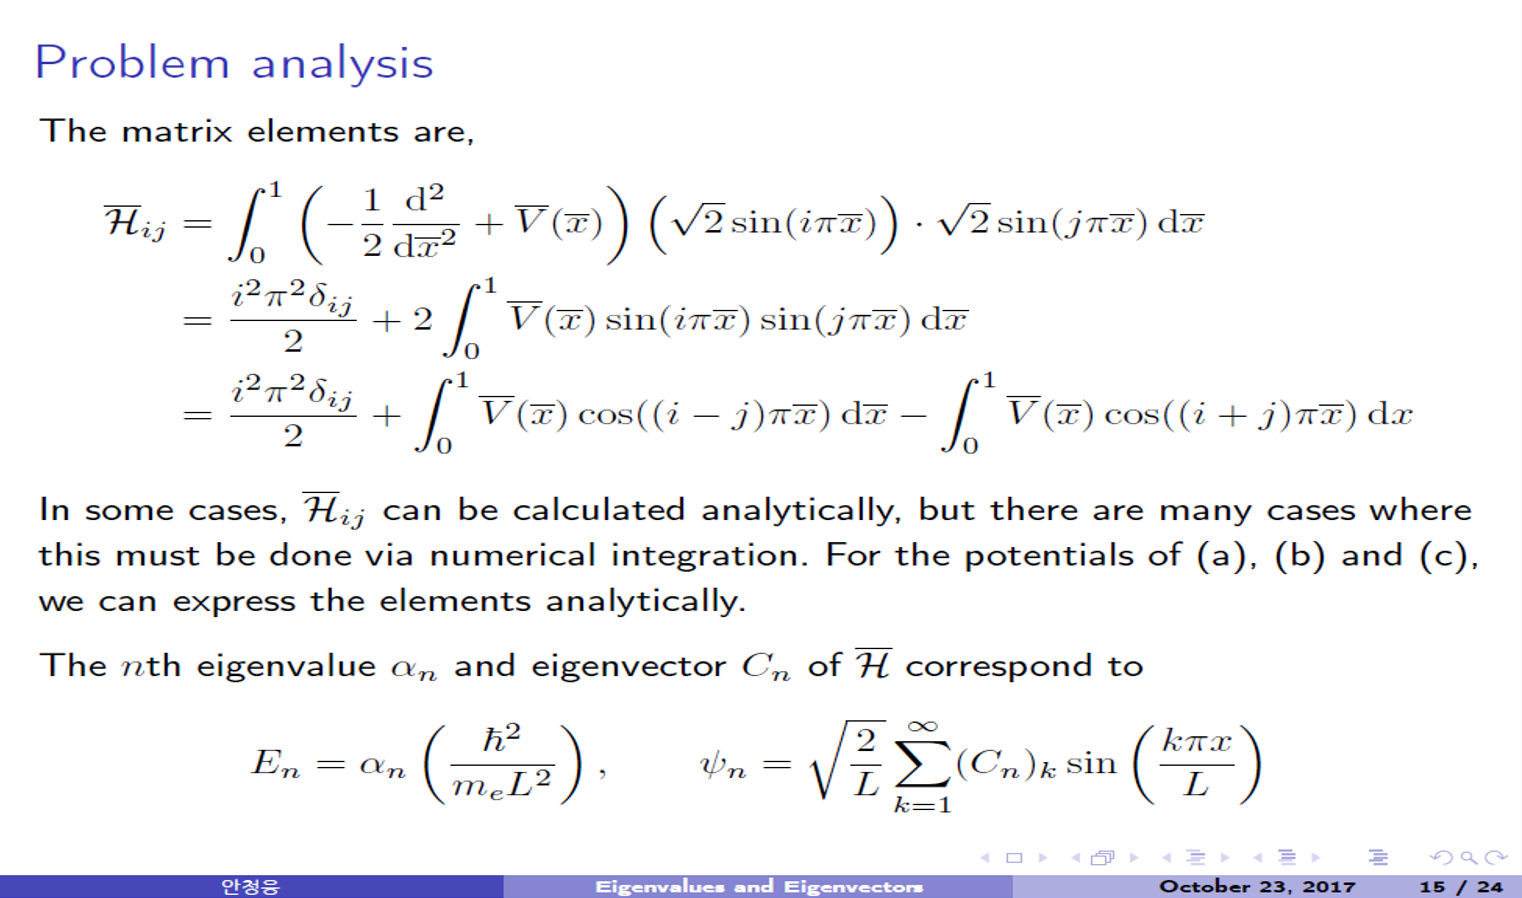 Problem analysis
The matrix elements are,
$\overline{\mathcal{H}}_{ij} = \int_0^1 \left( -\frac{1}{2} \frac{\mathrm{d}^2}{\mathrm{d}\overline{x}^2} + \overline{V}(\overline{x}) \right) \left( \sqrt{2} \sin(i\pi\overline{x}) \right) \cdot \sqrt{2} \sin(j\pi\overline{x}) \, \mathrm{d}\overline{x}$
$= \frac{i^2\pi^2\delta_{ij}}{2} + 2 \int_0^1 \overline{V}(\overline{x}) \sin(i\pi\overline{x}) \sin(j\pi\overline{x}) \, \mathrm{d}\overline{x}$
$= \frac{i^2\pi^2\delta_{ij}}{2} + \int_0^1 \overline{V}(\overline{x}) \cos((i-j)\pi\overline{x}) \, \mathrm{d}\overline{x} - \int_0^1 \overline{V}(\overline{x}) \cos((i+j)\pi\overline{x}) \, \mathrm{d}x$
In some cases, $\overline{\mathcal{H}}_{ij}$ can be calculated analytically, but there are many cases where
this must be done via numerical integration. For the potentials of (a), (b) and (c),
we can express the elements analytically.
The $n$th eigenvalue $\alpha_n$ and eigenvector $C_n$ of $\overline{\mathcal{H}}$ correspond to
$E_n = \alpha_n \left( \frac{\hbar^2}{m_e L^2} \right), \quad \psi_n = \sqrt{\frac{2}{L}} \sum_{k=1}^{\infty} (C_n)_k \sin \left( \frac{k\pi x}{L} \right)$
안청웅 Eigenvalues and Eigenvectors October 23, 2017 15 / 24